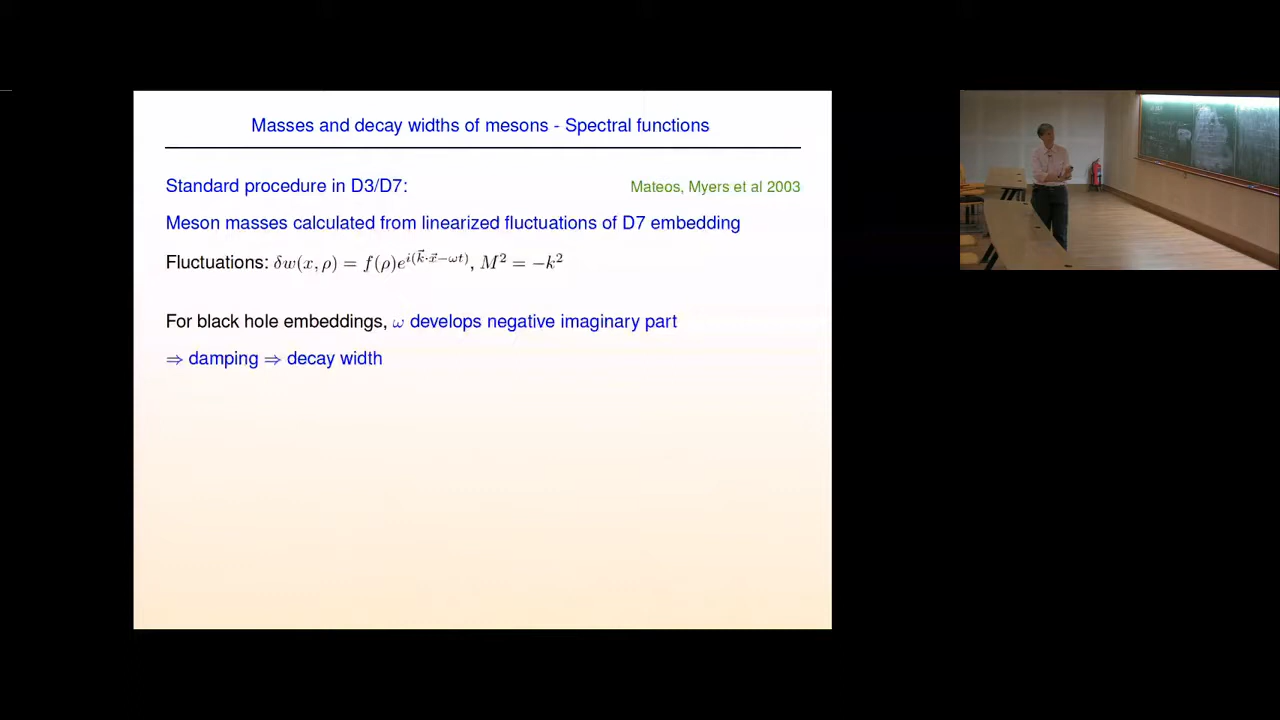 Masses and decay widths of mesons - Spectral functions
Standard procedure in D3/D7: Mateos, Myers et al 2003
Meson masses calculated from linearized fluctuations of D7 embedding
Fluctuations: δw(x, ρ) = f(ρ)e^{i(\vec{k}·\vec{x}−ωt)}, M² = −k²
For black hole embeddings, ω develops negative imaginary part
⇒ damping ⇒ decay width